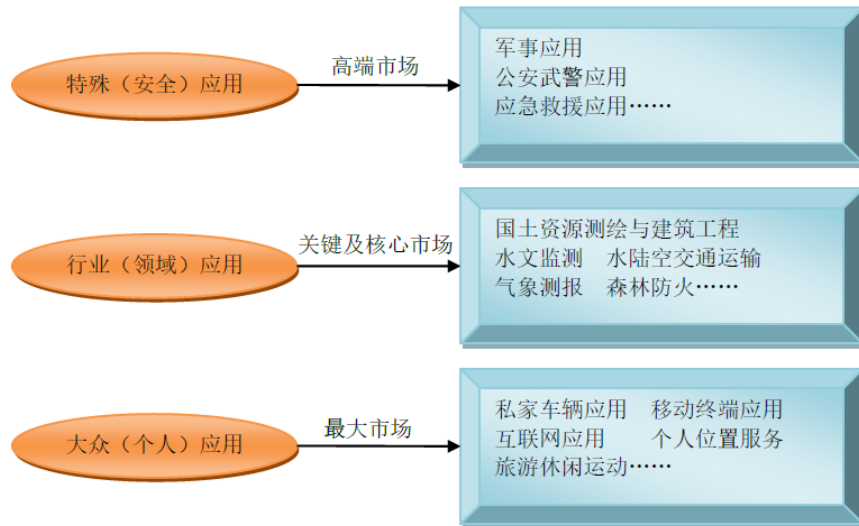 特殊（安全）应用
高端市场
军事应用
公安武警应用
应急救援应用……
行业（领域）应用
关键及核心市场
国土资源测绘与建筑工程
水文监测　水陆空交通运输
气象测报　森林防火……
大众（个人）应用
最大市场
私家车辆应用　移动终端应用
互联网应用　个人位置服务
旅游休闲运动……